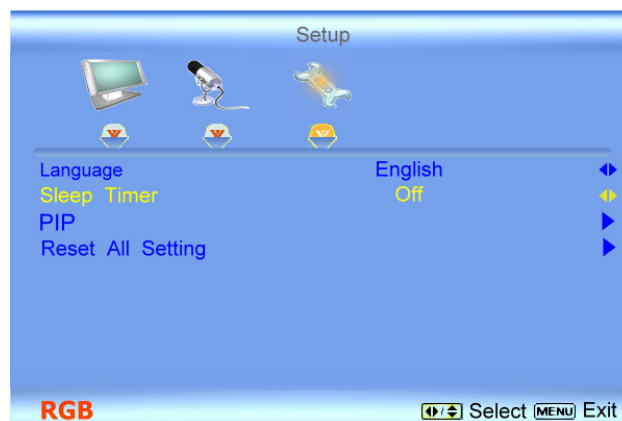 Setup
Language English
Sleep Timer Off
PIP
Reset All Setting
RGB Select MENU Exit